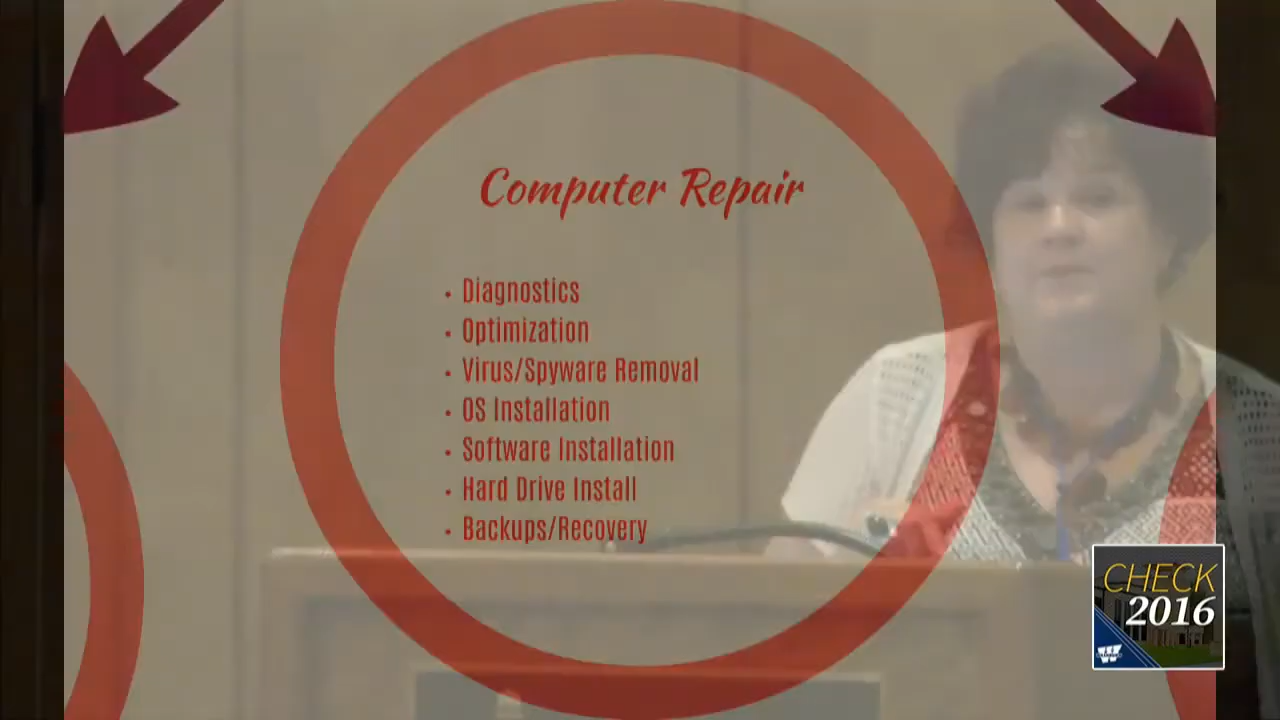 Computer Repair
• Diagnostics
• Optimization
• Virus/Spyware Removal
• OS Installation
• Software Installation
• Hard Drive Install
• Backups/Recovery
CHECK
2016
W